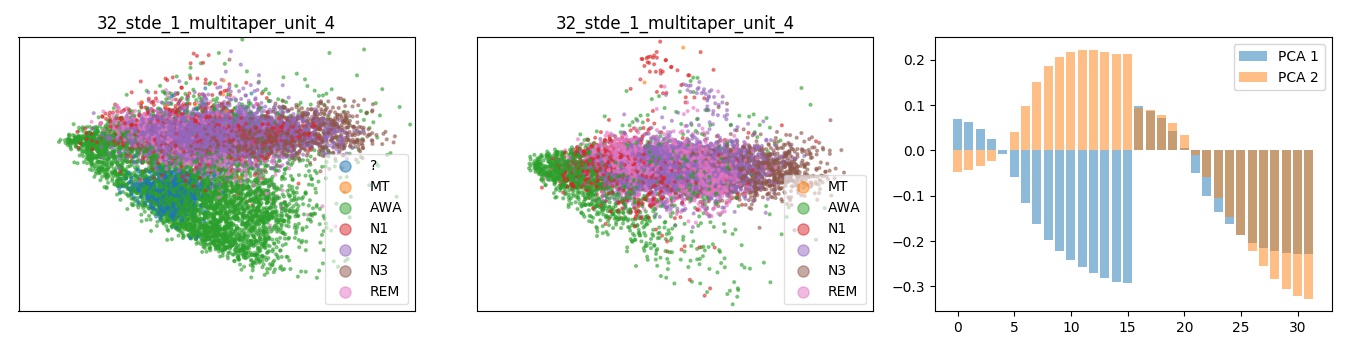 32_stde_1_multitaper_unit_4
?
MT
AWA
N1
N2
N3
REM
32_stde_1_multitaper_unit_4
MT
AWA
N1
N2
N3
REM
PCA 1
PCA 2
0.2
0.1
0.0
−0.1
−0.2
−0.3
0 5 10 15 20 25 30